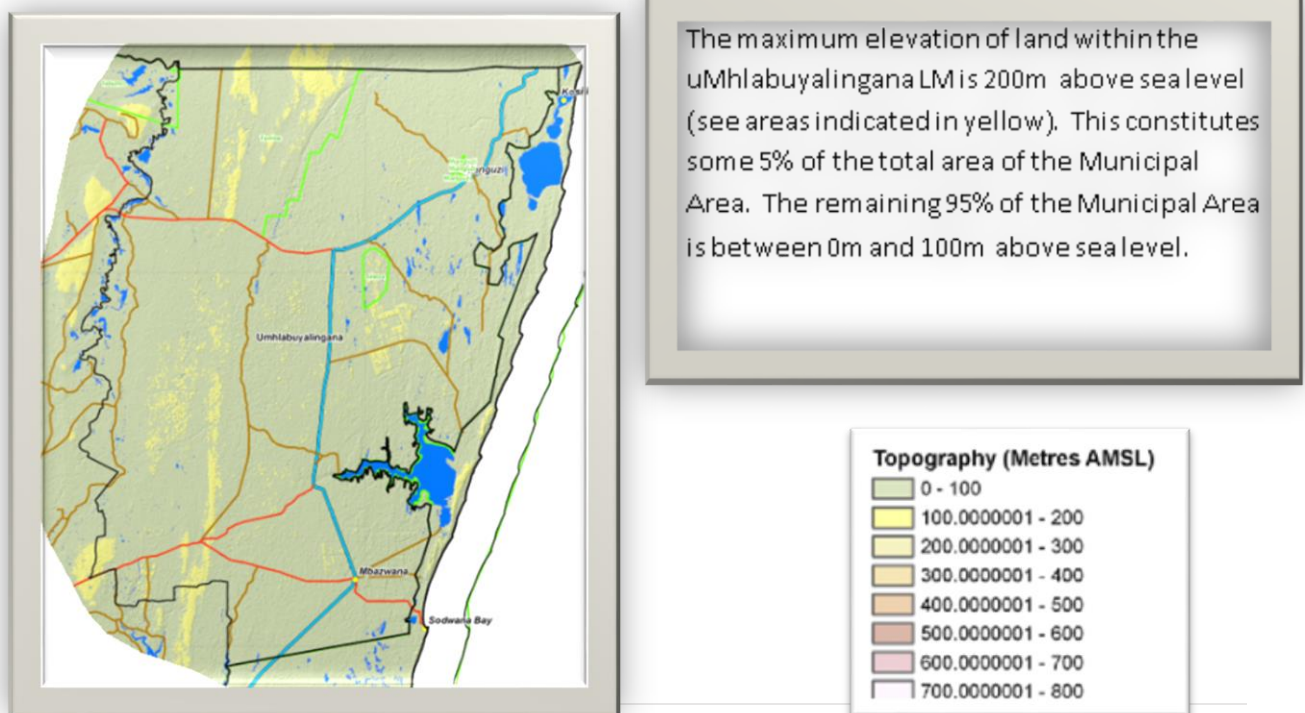 The maximum elevation of land within the
uMhlabuyalingana LM is 200m above sea level
(see areas indicated in yellow). This constitutes
some 5% of the total area of the Municipal
Area. The remaining 95% of the Municipal Area
is between 0m and 100m above sea level.
Umhlabuyalingana
Mbazwana
Sodwana Bay
Topography (Metres AMSL)
0 - 100
100.0000001 - 200
200.0000001 - 300
300.0000001 - 400
400.0000001 - 500
500.0000001 - 600
600.0000001 - 700
700.0000001 - 800